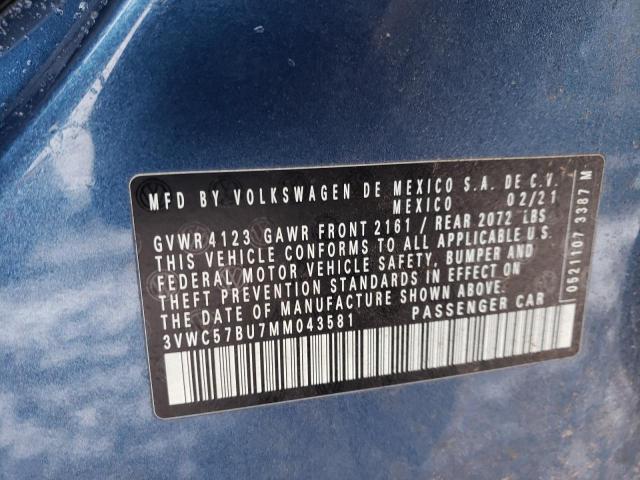 MFD BY VOLKSWAGEN DE MEXICO S.A. DE C.V.
MEXICO 02/21
GVWR 4123 GAWR FRONT 2161 / REAR 2072 LBS
THIS VEHICLE CONFORMS TO ALL APPLICABLE U.S.
FEDERAL MOTOR VEHICLE SAFETY, BUMPER AND
THEFT PREVENTION STANDARDS IN EFFECT ON
THE DATE OF MANUFACTURE SHOWN ABOVE.
3VWC57BU7MM043581 PASSENGER CAR
0521107 3387 M